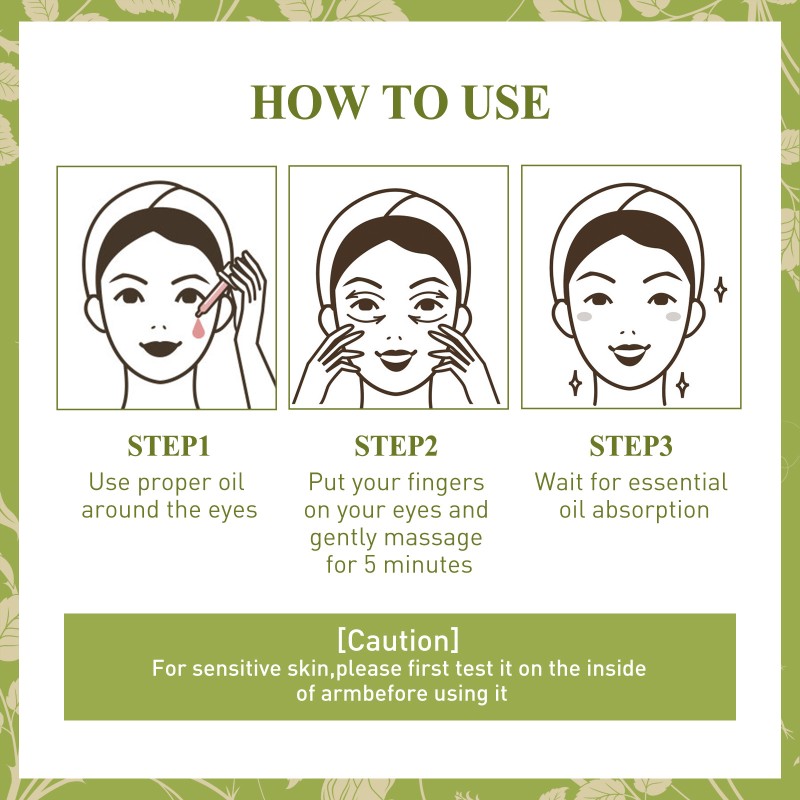 HOW TO USE
STEP1
Use proper oil
around the eyes
STEP2
Put your fingers
on your eyes and
gently massage
for 5 minutes
STEP3
Wait for essential
oil absorption
[Caution]
For sensitive skin,please first test it on the inside
of armbefore using it